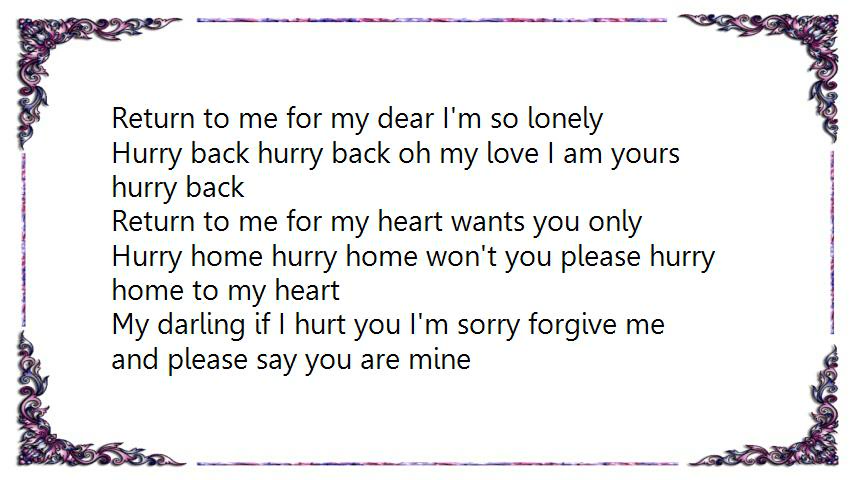 Return to me for my dear I'm so lonely
Hurry back hurry back oh my love I am yours
hurry back
Return to me for my heart wants you only
Hurry home hurry home won't you please hurry
home to my heart
My darling if I hurt you I'm sorry forgive me
and please say you are mine